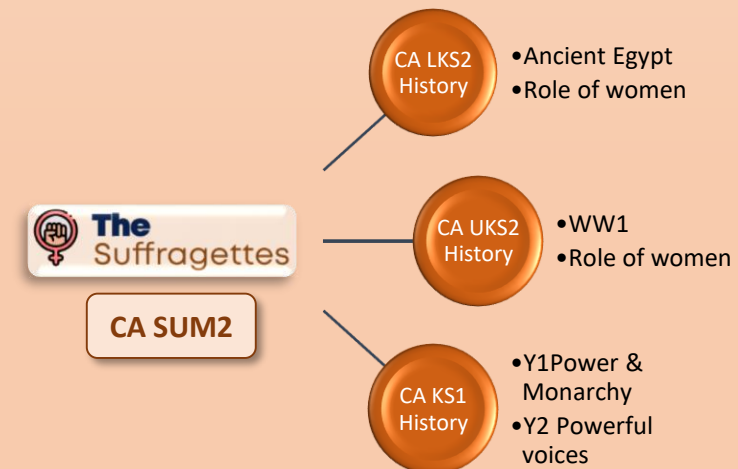 CA LKS2
History
•Ancient Egypt
•Role of women
The
Suffragettes
CA SUM2
CA UKS2
History
•WW1
•Role of women
CA KS1
History
•Y1Power &
Monarchy
•Y2 Powerful
voices